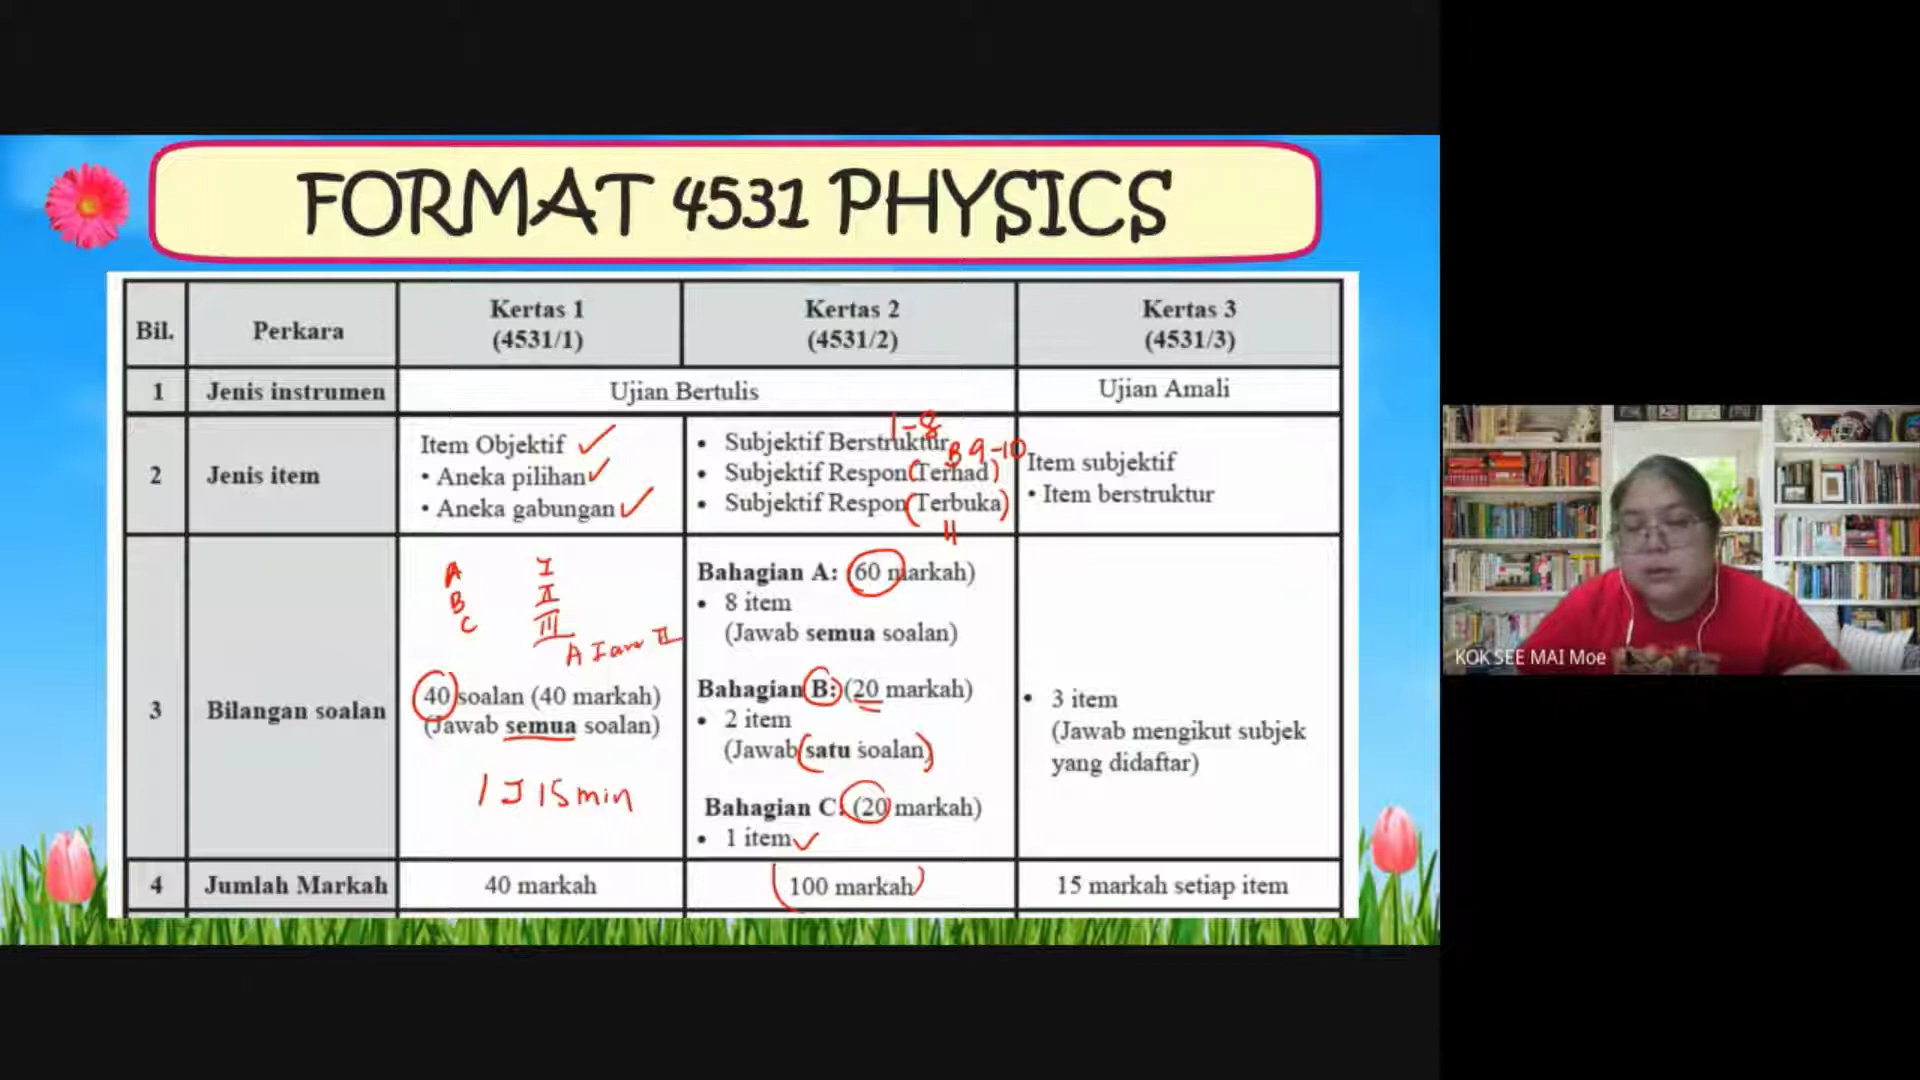 FORMAT 4531 PHYSICS
Bil.
Perkara
Kertas 1
(4531/1)
Kertas 2
(4531/2)
Kertas 3
(4531/3)
1
Jenis instrumen
Ujian Bertulis
Ujian Amali
2
Jenis item
Item Objektif
• Aneka pilihan
• Aneka gabungan
1-8
• Subjektif Berstruktur
B 9-10
• Subjektif Respon (Terhad)
• Subjektif Respon (Terbuka)
11
Item subjektif
• Item berstruktur
3
Bilangan soalan
A I
B II
C III
A I and II
40 soalan (40 markah)
(Jawab semua soalan)
1 J 15 min
Bahagian A: (60 markah)
• 8 item
(Jawab semua soalan)
Bahagian B: (20 markah)
• 2 item
(Jawab satu soalan)
Bahagian C: (20 markah)
• 1 item
• 3 item
(Jawab mengikut subjek
yang didaftar)
4
Jumlah Markah
40 markah
100 markah
15 markah setiap item
KOK SEE MAI Moe